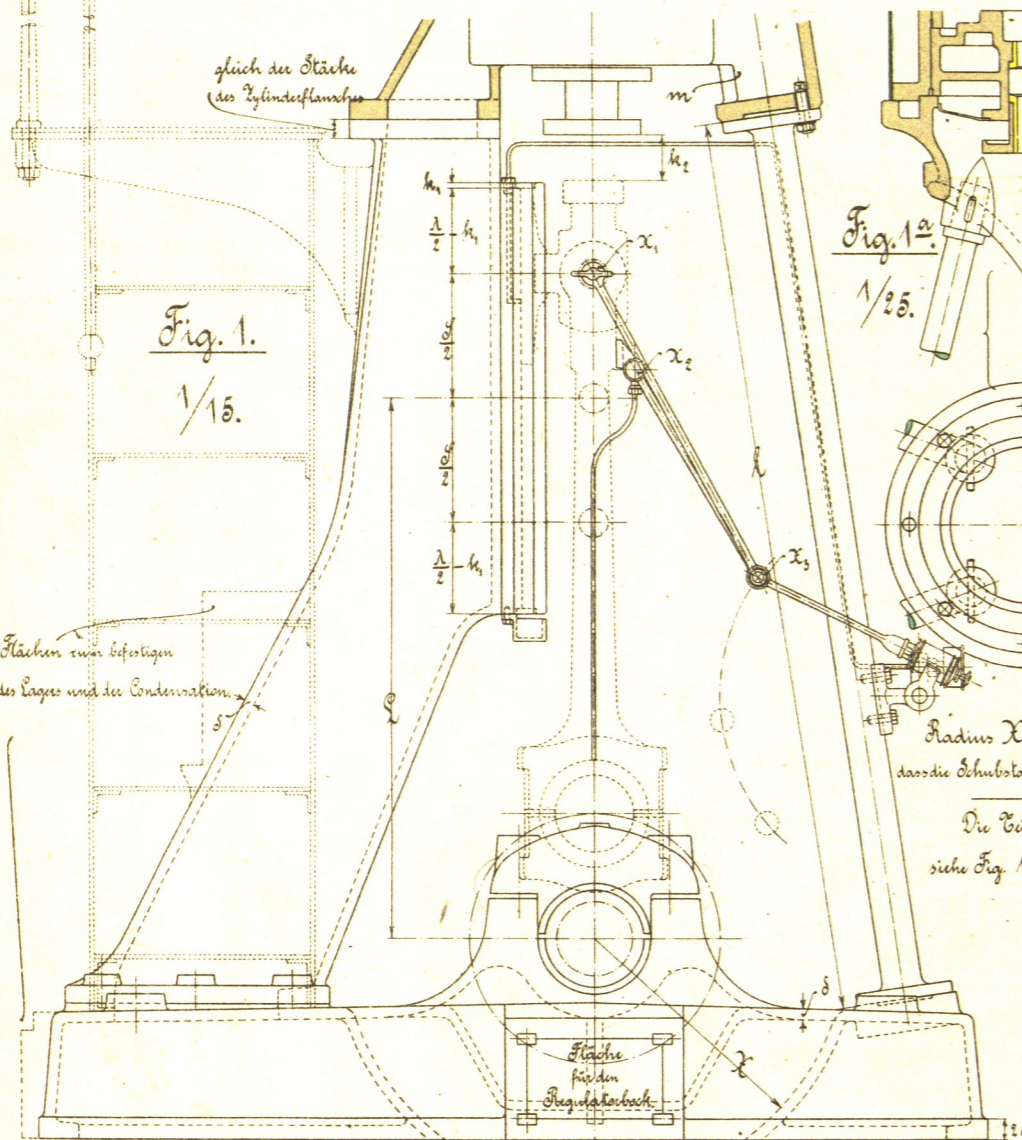 gleich der Stärke
des Zylinderflansches
m
k₂
k₁
λ/2 - k₁
X₁
Fig. 1ª.
1/25.
Fig. 1.
1/15.
S/2
X₂
S/2
λ/2 - k₁
X₃
Flächen zum befestigen
des Lagers und der Condensation.
δ
L
Radius X
dass die Schubsta
Die
siehe Fig. 1
δ
X
Fläche
für den
Regulatorbock.